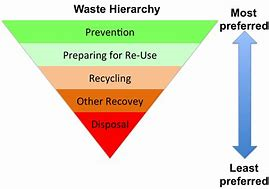 Waste Hierarchy
Most
preferred
Prevention
Preparing for Re-Use
Recycling
Other Recovey
Disposal
Least
preferred